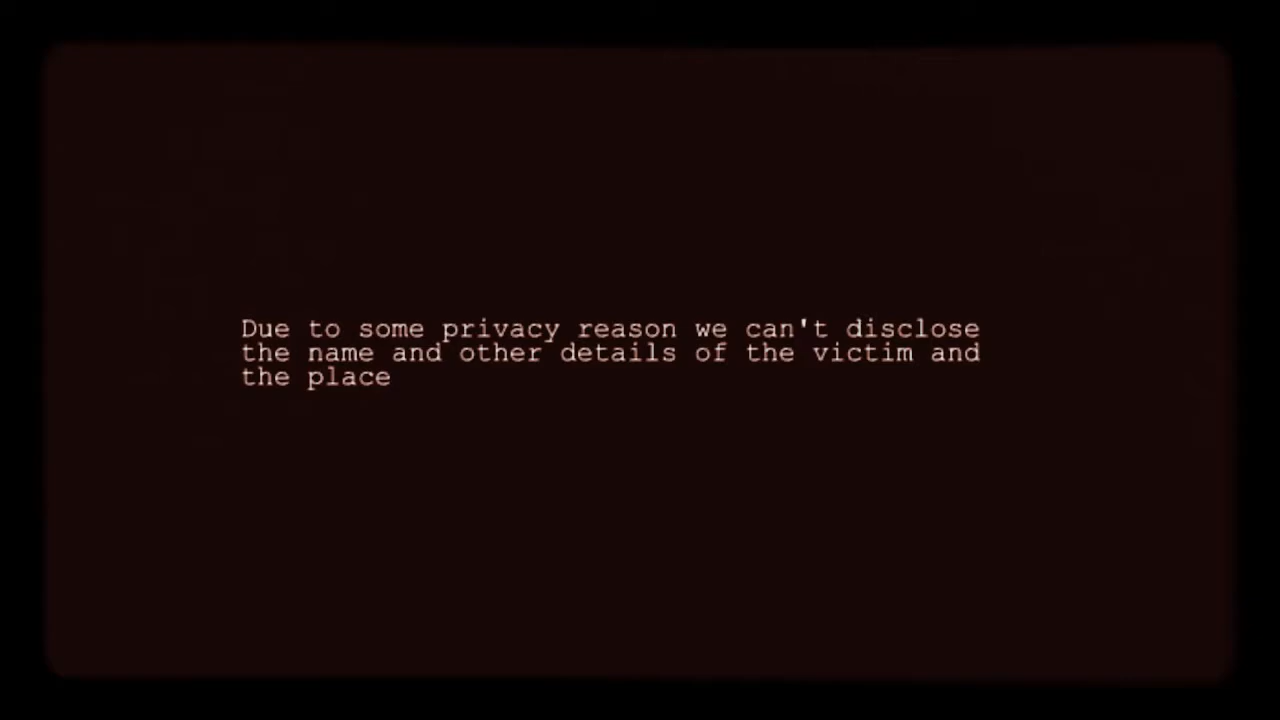 Due to some privacy reason we can't disclose
the name and other details of the victim and
the place